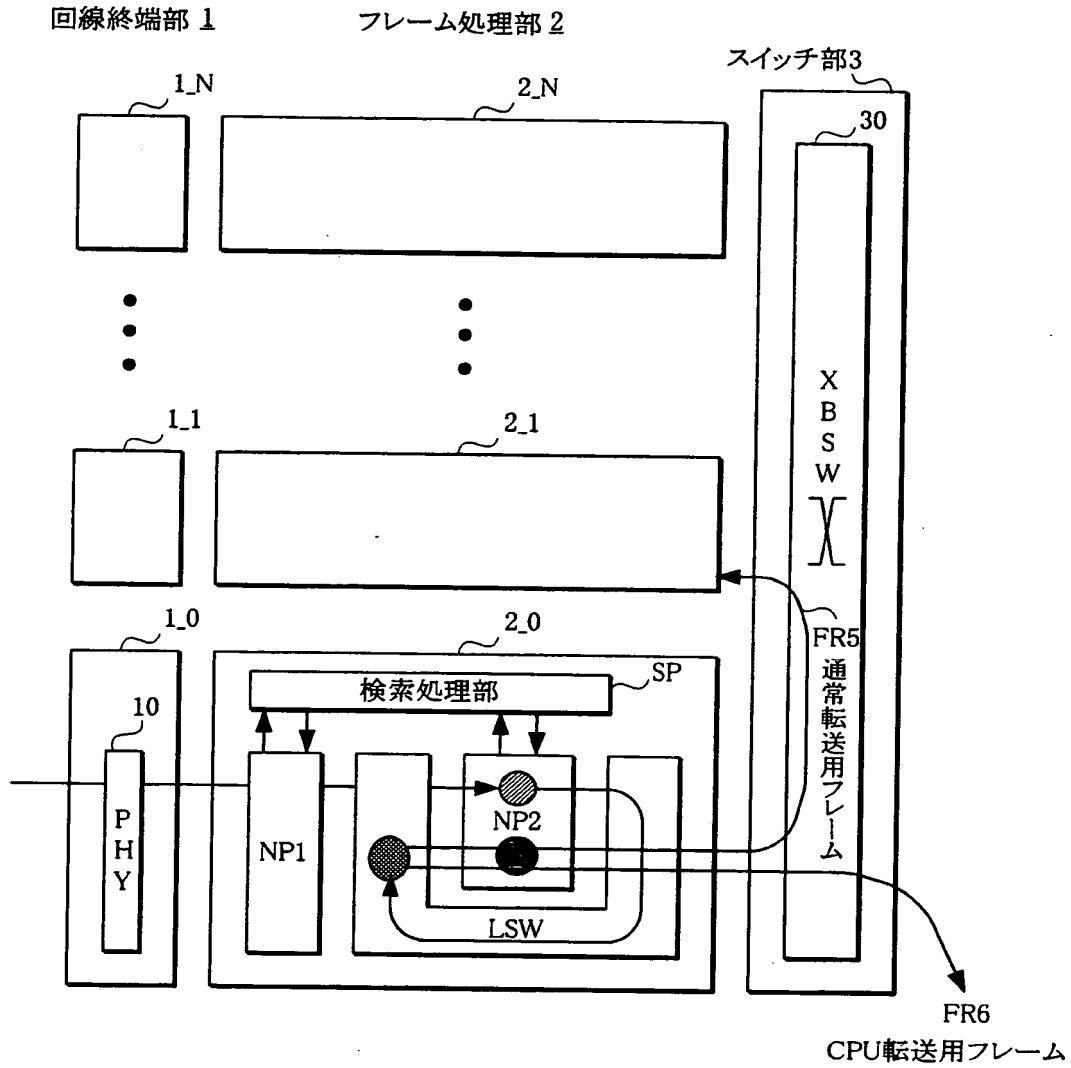 回線終端部 1
フレーム処理部 2
スイッチ部3
1_N
2_N
30
XBSW
1_1
2_1
FR5
通常転送用フレーム
1_0
2_0
検索処理部
SP
10
PHY
NP1
NP2
LSW
FR6
CPU転送用フレーム